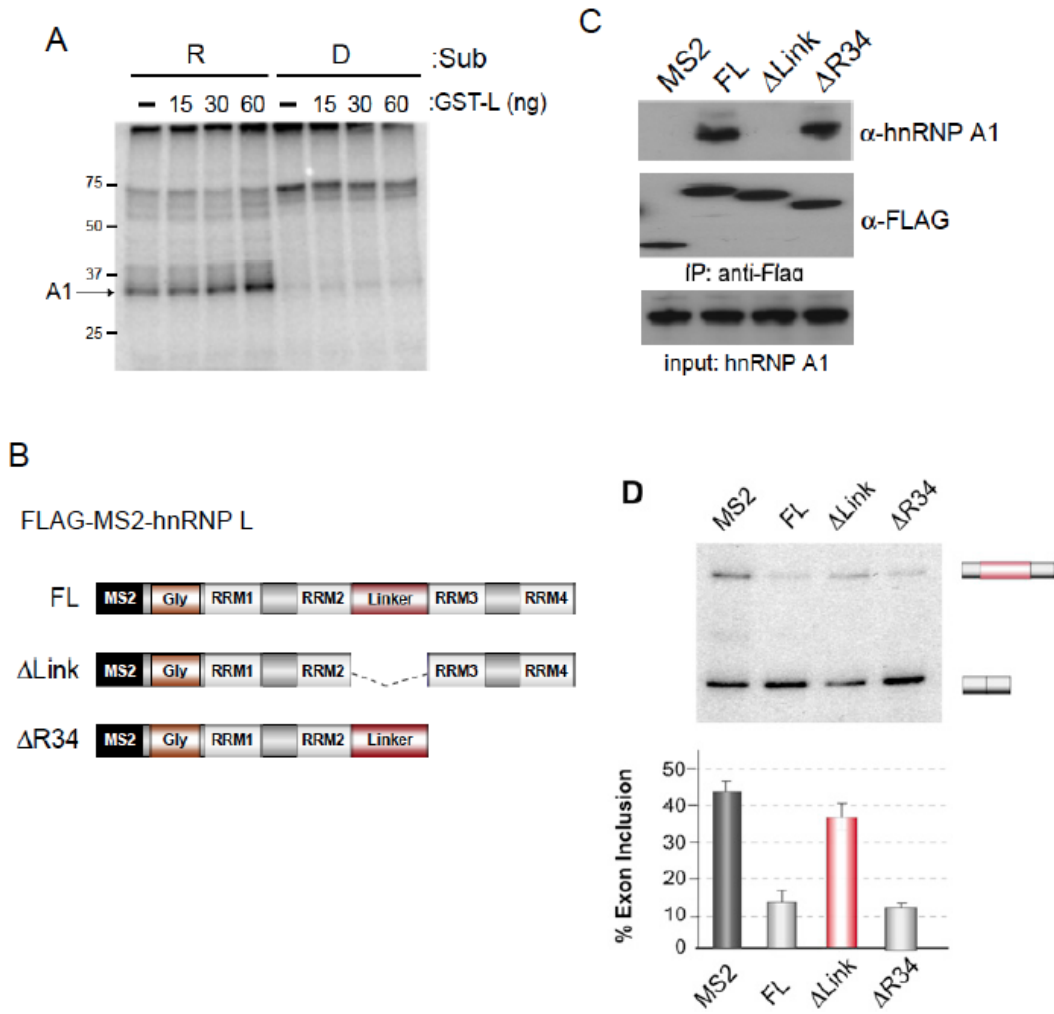 A
R D :Sub
– 15 30 60 – 15 30 60 :GST-L (ng)
75
50
37
A1
25
B
FLAG-MS2-hnRNP L
FL MS2 Gly RRM1 RRM2 Linker RRM3 RRM4
ΔLink MS2 Gly RRM1 RRM2 RRM3 RRM4
ΔR34 MS2 Gly RRM1 RRM2 Linker
C
MS2 FL ΔLink ΔR34
α-hnRNP A1
α-FLAG
IP: anti-Flag
input: hnRNP A1
D
MS2 FL ΔLink ΔR34
% Exon Inclusion
50
40
30
20
10
0
MS2 FL ΔLink ΔR34